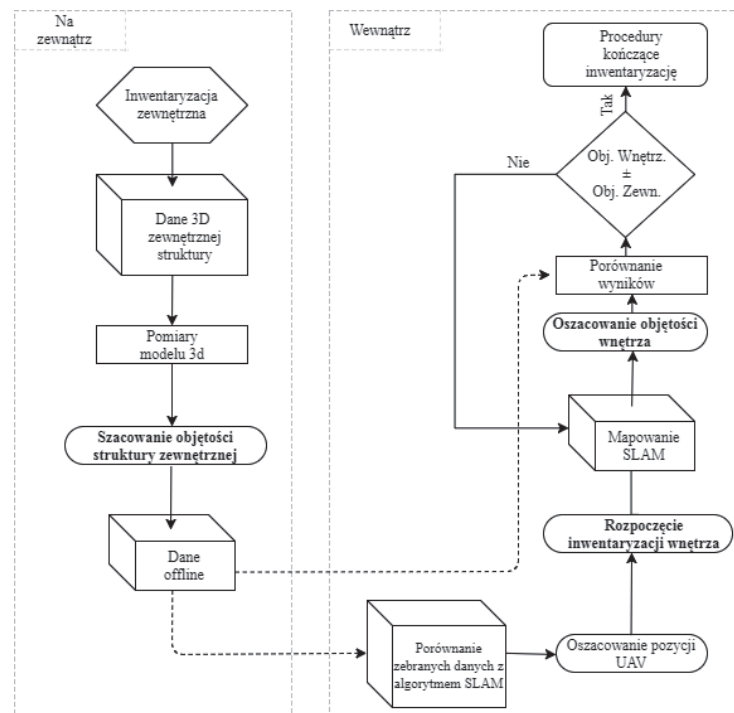 Na
zewnątrz
Inwentaryzacja
zewnętrzna
Dane 3D
zewnętrznej
struktury
Pomiary
modelu 3d
Szacowanie objętości
struktury zewnętrznej
Dane
offline
Wewnątrz
Procedury
kończące
inwentaryzację
Tak
Nie
Obj. Wnętrz.
±
Obj. Zewn.
Porównanie
wyników
Oszacowanie objętości
wnętrza
Mapowanie
SLAM
Rozpoczęcie
inwentaryzacji wnętrza
Oszacowanie pozycji
UAV
Porównanie
zebranych danych z
algorytmem SLAM